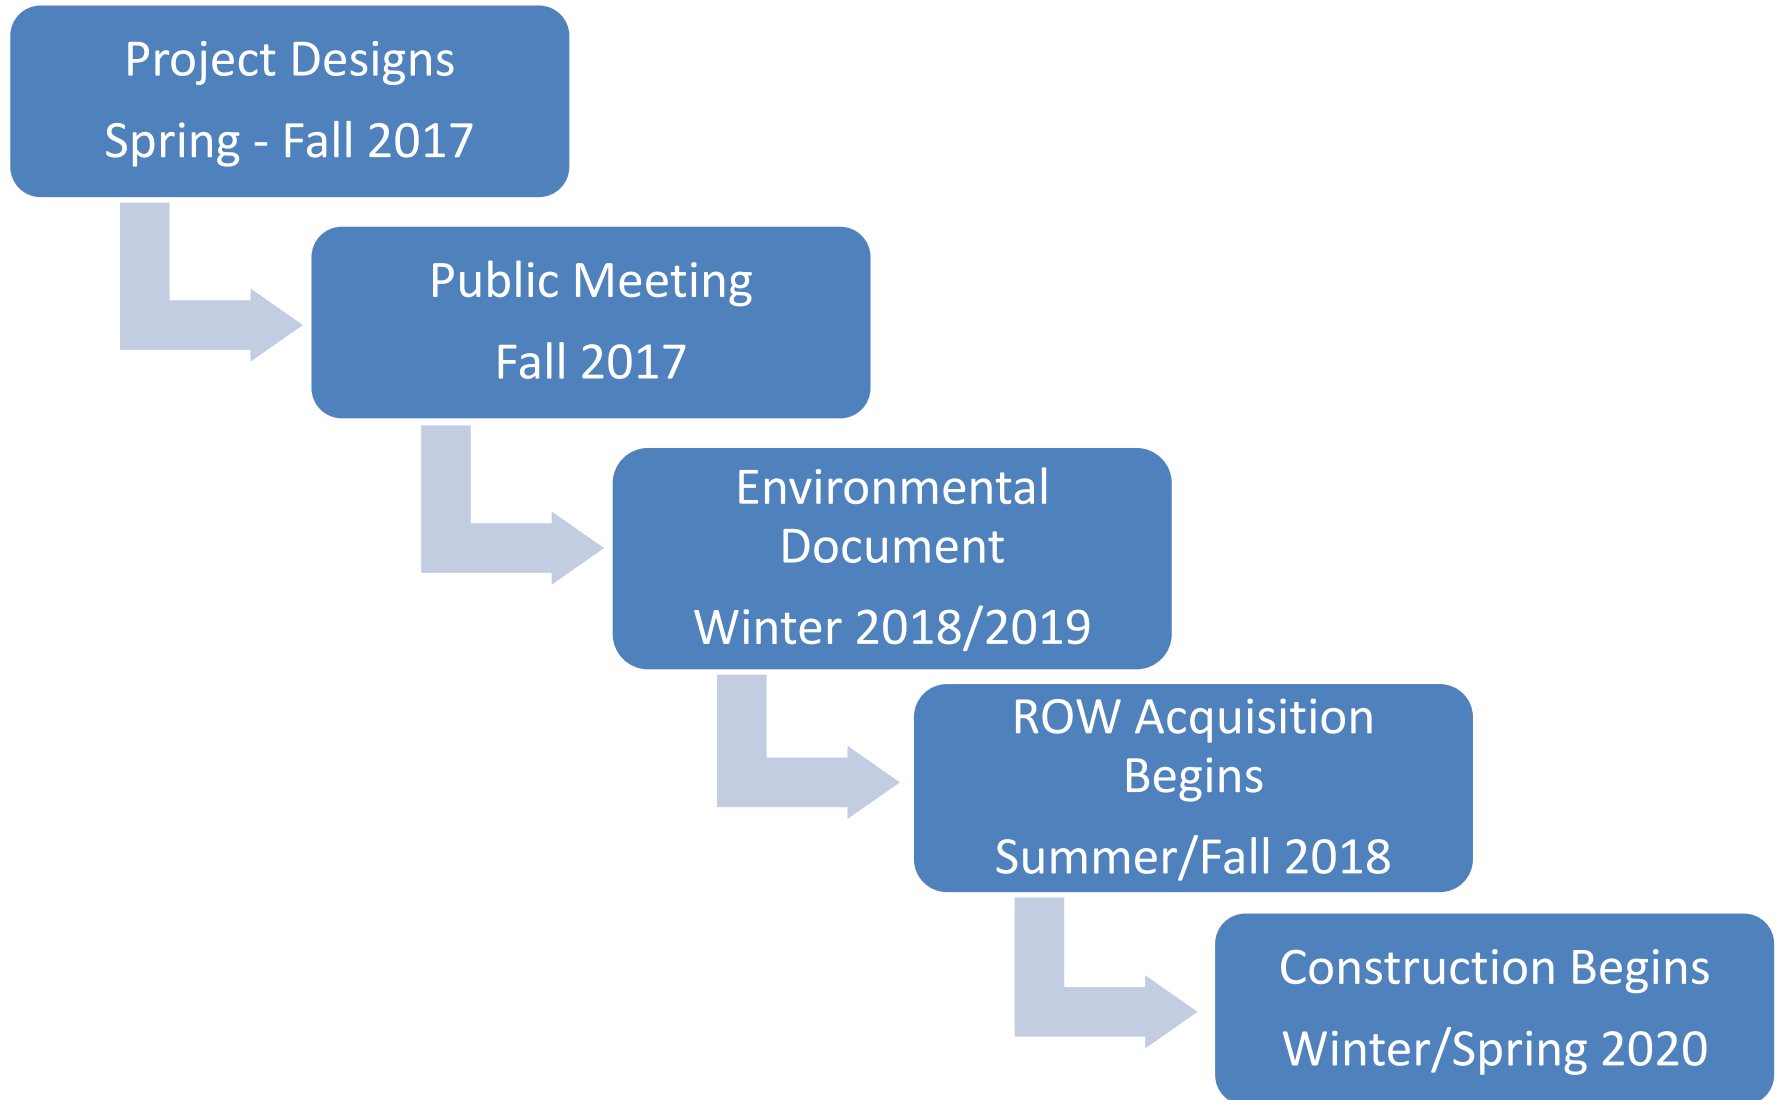 Project Designs
Spring - Fall 2017
Public Meeting
Fall 2017
Environmental
Document
Winter 2018/2019
ROW Acquisition
Begins
Summer/Fall 2018
Construction Begins
Winter/Spring 2020